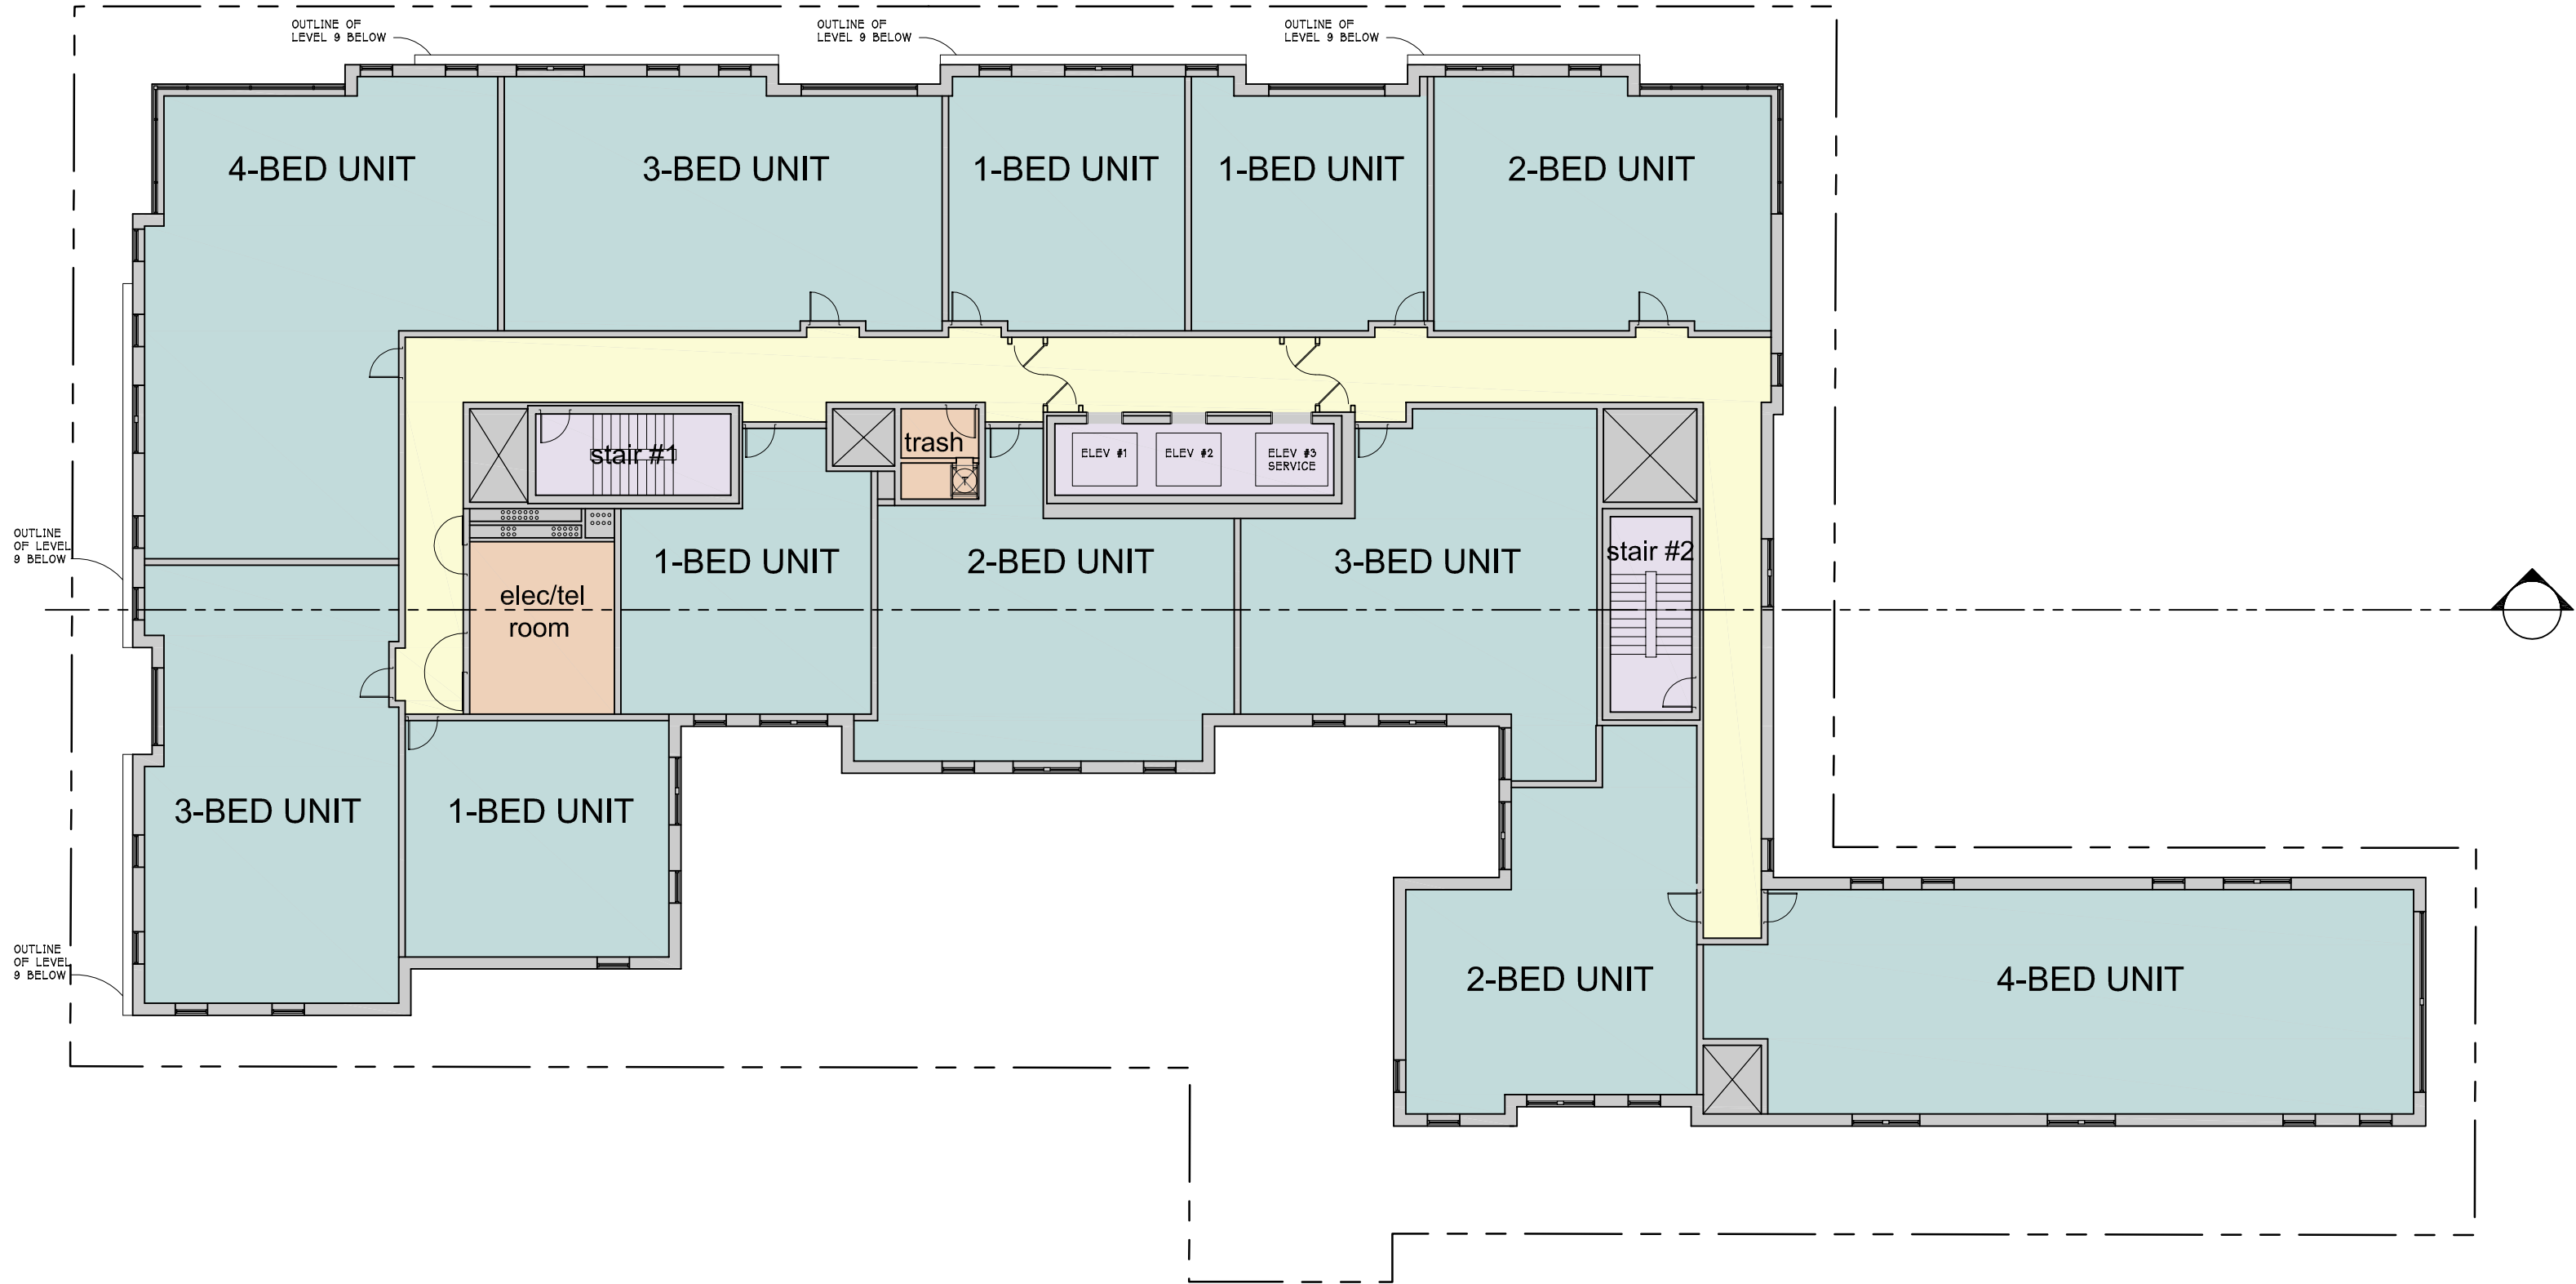 OUTLINE OF
LEVEL 9 BELOW
OUTLINE OF
LEVEL 9 BELOW
OUTLINE OF
LEVEL 9 BELOW
4-BED UNIT
3-BED UNIT
1-BED UNIT
1-BED UNIT
2-BED UNIT
stair #1
trash
T
ELEV #1
ELEV #2
ELEV #3
SERVICE
OUTLINE
OF LEVEL
9 BELOW
1-BED UNIT
2-BED UNIT
3-BED UNIT
stair #2
elec/tel
room
3-BED UNIT
1-BED UNIT
OUTLINE
OF LEVEL
9 BELOW
2-BED UNIT
4-BED UNIT